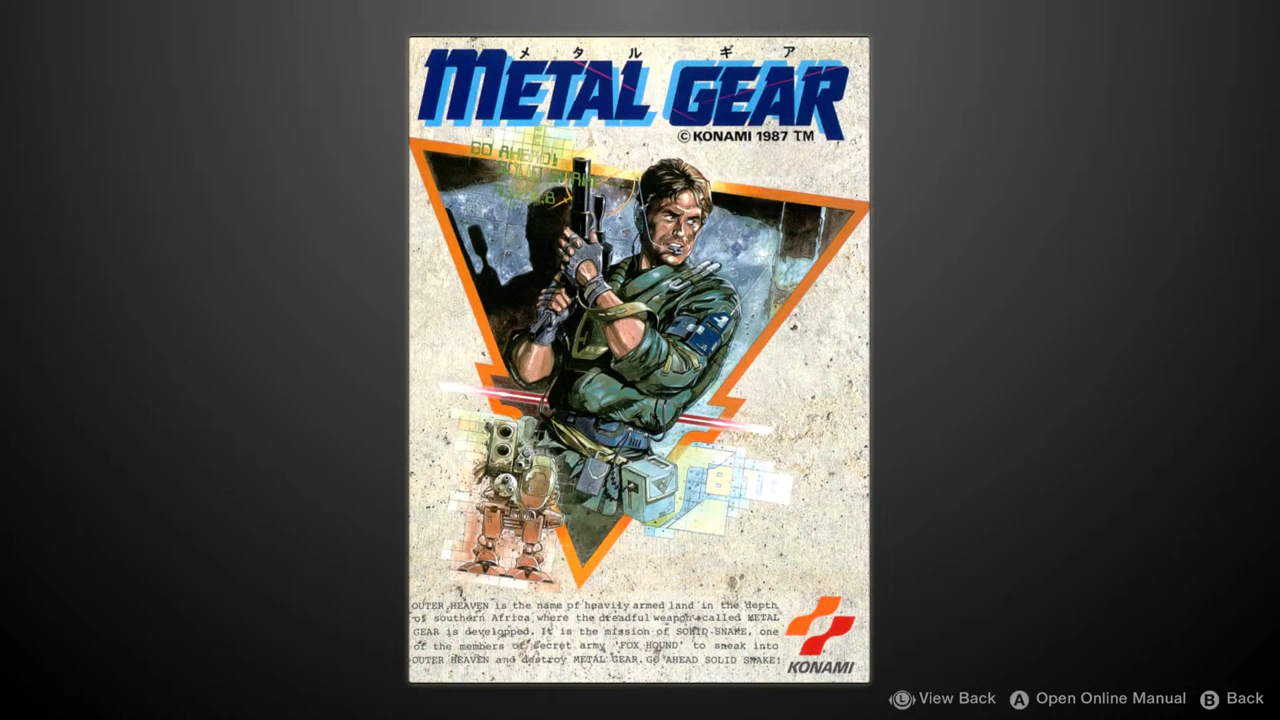 メタルギア
METAL GEAR
© KONAMI 1987 TM
GO AHEAD!
SOLID SNAKE
OUTER HEAVEN is the name of heavily armed land in the depth
of southern Africa where the dreadful weapon called METAL
GEAR is developped. It is the mission of SOLID-SNAKE, one
of the members of secret army 'FOX HOUND' to sneak into
OUTER HEAVEN and destroy METAL GEAR. GO AHEAD SOLID SNAKE!
KONAMI
L View Back A Open Online Manual B Back